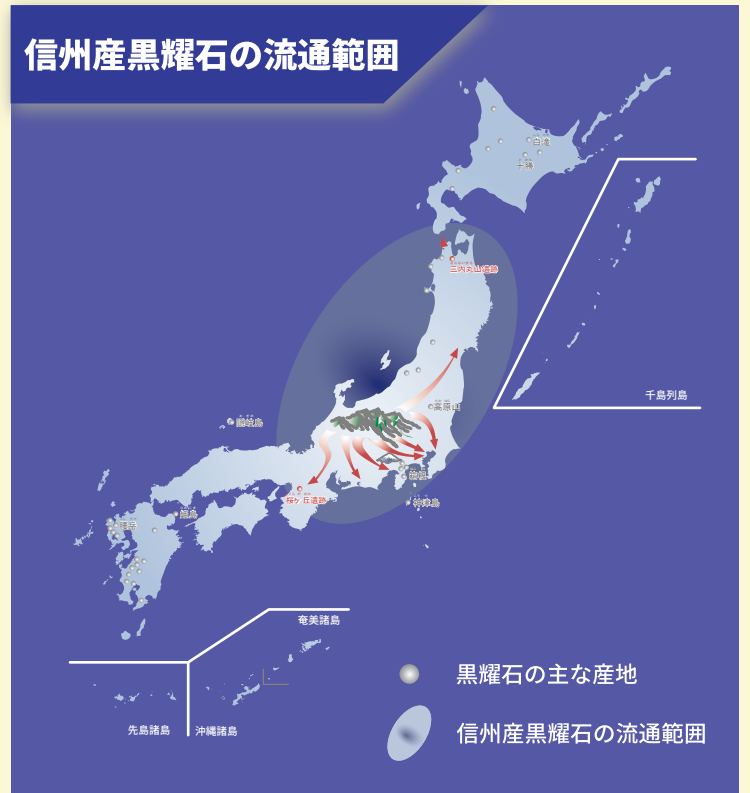 信州産黒耀石の流通範囲
白滝
十勝
三内丸山遺跡
千島列島
高原山
隠岐島
箱根
桜ヶ丘遺跡
神津島
姫島
腰岳
奄美諸島
黒耀石の主な産地
先島諸島
沖縄諸島
信州産黒耀石の流通範囲